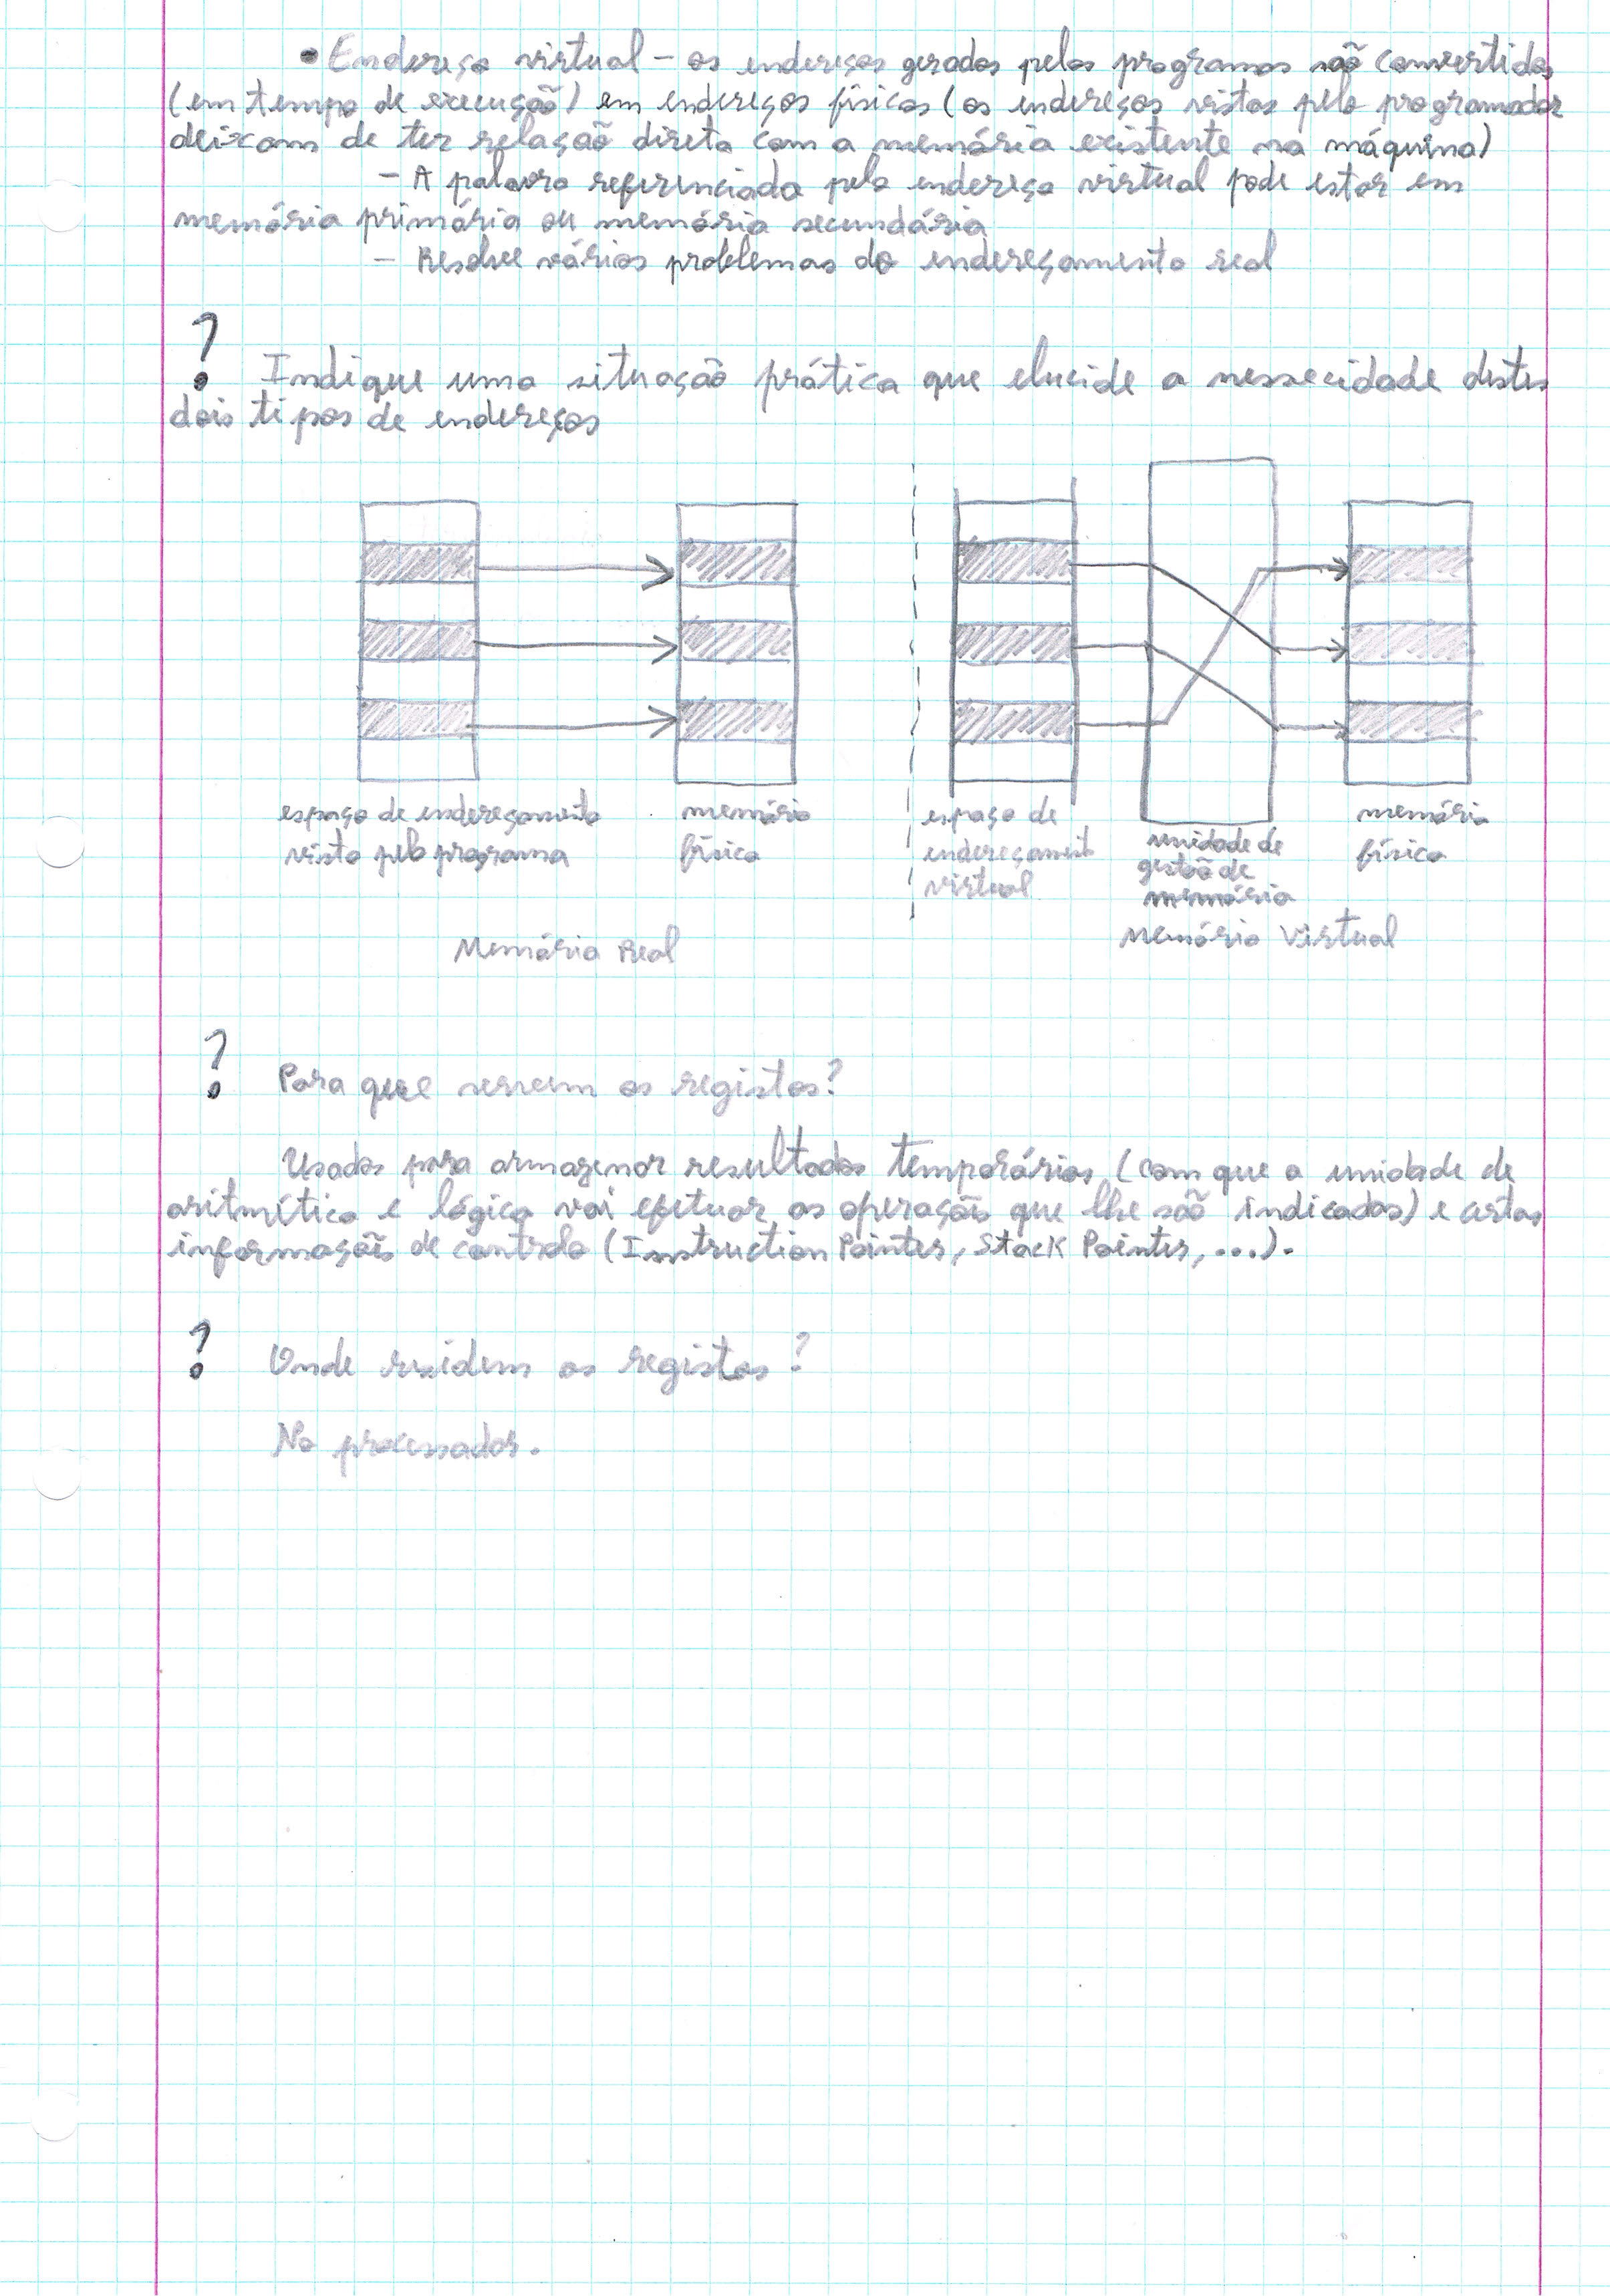 • Endereço virtual – os endereços gerados pelos programas são convertidos
(em tempo de execução) em endereços físicos (os endereços vistos pelo programador
deixam de ter relação direta com a memória existente na máquina)
– A palavra referenciada pelo endereço virtual pode estar em
memória primária ou memória secundária
– Resolve vários problemas do endereçamento real
? Indique uma situação prática que elucide a nessecidade destes
dois tipos de endereços
espaço de endereçamento
visto pelo programa
memória
física
Memória Real
espaço de
endereçament
virtual
unidade de
gestão de
memória
memória
física
Memória Virtual
? Para que servem os registos?
Usados para armazenar resultados temporários (com que a unidade de
aritmética e lógica vai efetuar as operações que lhe são indicadas) e certas
informações de controlo (Instruction Pointer, Stack Pointer, ...).
? Onde residem os registos?
No processador.